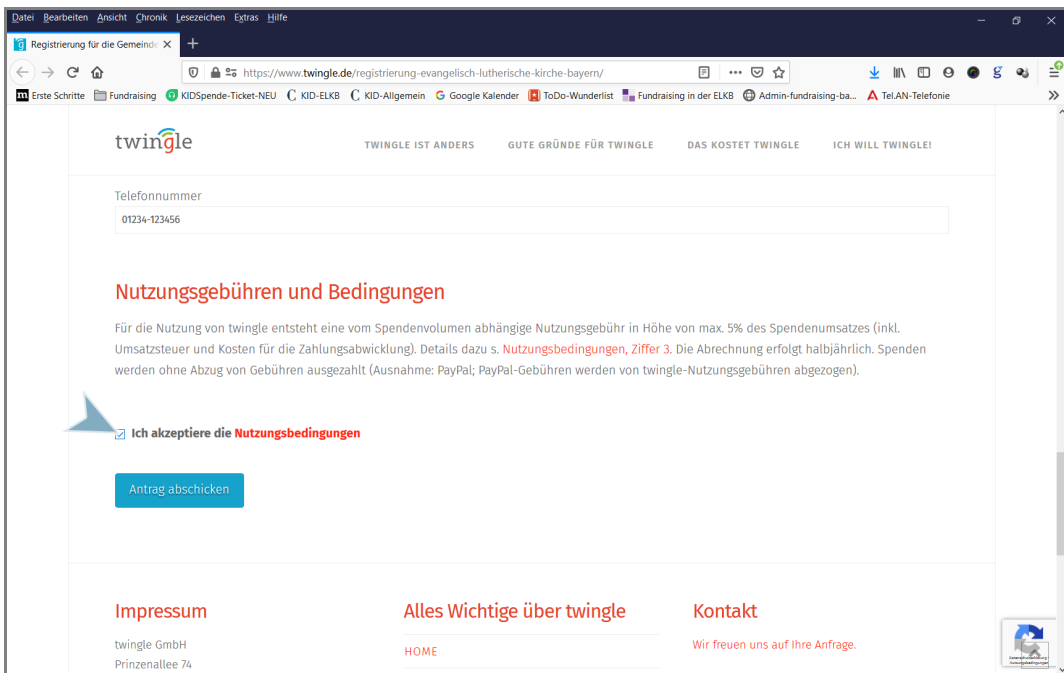 Datei Bearbeiten Ansicht Chronik Lesezeichen Extras Hilfe
Registrierung für die Gemeinde
https://www.twingle.de/registrierung-evangelisch-lutherische-kirche-bayern/
Erste Schritte Fundraising KIDSpende-Ticket-NEU KID-ELKB KID-Allgemein Google Kalender ToDo-Wunderlist Fundraising in der ELKB Admin-fundraising-ba... Tel.AN-Telefonie
twingle
TWINGLE IST ANDERS GUTE GRÜNDE FÜR TWINGLE DAS KOSTET TWINGLE ICH WILL TWINGLE!
Telefonnummer
01234-123456
Nutzungsgebühren und Bedingungen
Für die Nutzung von twingle entsteht eine vom Spendenvolumen abhängige Nutzungsgebühr in Höhe von max. 5% des Spendenumsatzes (inkl.
Umsatzsteuer und Kosten für die Zahlungsabwicklung). Details dazu s. Nutzungsbedingungen, Ziffer 3. Die Abrechnung erfolgt halbjährlich. Spenden
werden ohne Abzug von Gebühren ausgezahlt (Ausnahme: PayPal; PayPal-Gebühren werden von twingle-Nutzungsgebühren abgezogen).
Ich akzeptiere die Nutzungsbedingungen
Antrag abschicken
Impressum Alles Wichtige über twingle Kontakt
twingle GmbH HOME Wir freuen uns auf Ihre Anfrage.
Prinzenallee 74